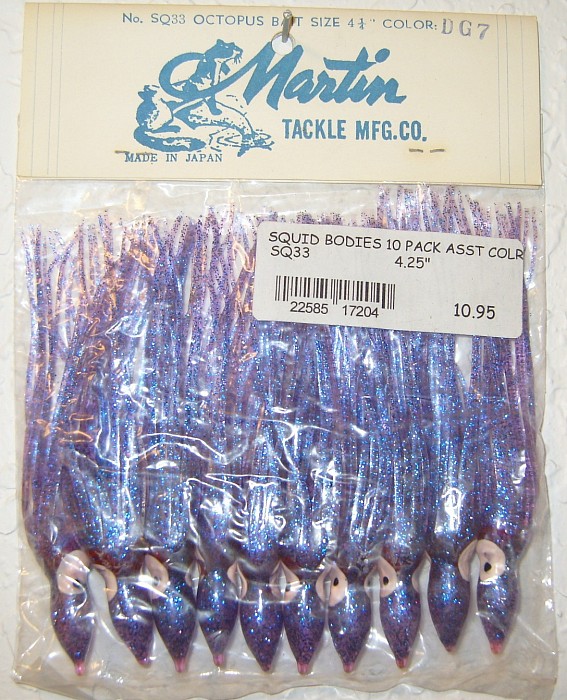 No. SQ33 OCTOPUS BAIT SIZE 4¼" COLOR: DG7
Martin
TACKLE MFG.CO.
MADE IN JAPAN
SQUID BODIES 10 PACK ASST COLR
SQ33
4.25"
22585 17204
10.95